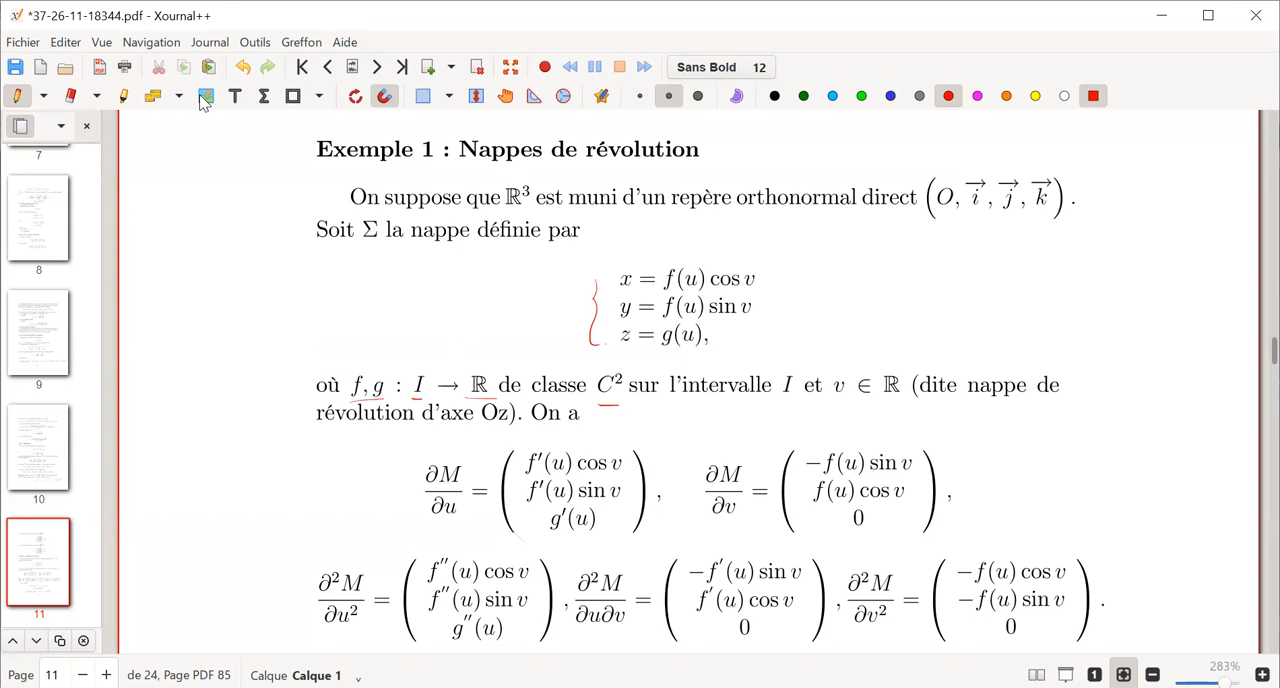 *37-26-11-18344.pdf - Xournal++
Fichier Editer Vue Navigation Journal Outils Greffon Aide
Sans Bold 12
7
8
9
10
11
Exemple 1 : Nappes de révolution
On suppose que ℝ³ est muni d'un repère orthonormal direct (O, i⃗, j⃗, k⃗).
Soit Σ la nappe définie par
x = f(u) cos v
y = f(u) sin v
z = g(u),
où f, g : I → ℝ de classe C² sur l'intervalle I et v ∈ ℝ (dite nappe de
révolution d'axe Oz). On a
∂M/∂u = ( f′(u) cos v ; f′(u) sin v ; g′(u) ), ∂M/∂v = ( −f(u) sin v ; f(u) cos v ; 0 ),
∂²M/∂u² = ( f″(u) cos v ; f″(u) sin v ; g″(u) ), ∂²M/∂u∂v = ( −f′(u) sin v ; f′(u) cos v ; 0 ), ∂²M/∂v² = ( −f(u) cos v ; −f(u) sin v ; 0 ).
Page 11 de 24, Page PDF 85 Calque Calque 1 1 283%